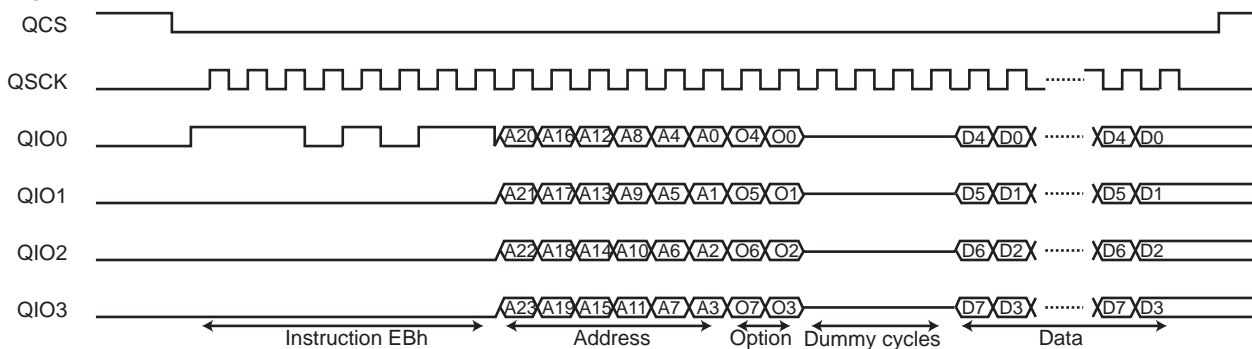 QCS
QSCK
QIO0 A20 A16 A12 A8 A4 A0 O4 O0 D4 D0 D4 D0
QIO1 A21 A17 A13 A9 A5 A1 O5 O1 D5 D1 D5 D1
QIO2 A22 A18 A14 A10 A6 A2 O6 O2 D6 D2 D6 D2
QIO3 A23 A19 A15 A11 A7 A3 O7 O3 D7 D3 D7 D3
Instruction EBh Address Option Dummy cycles Data